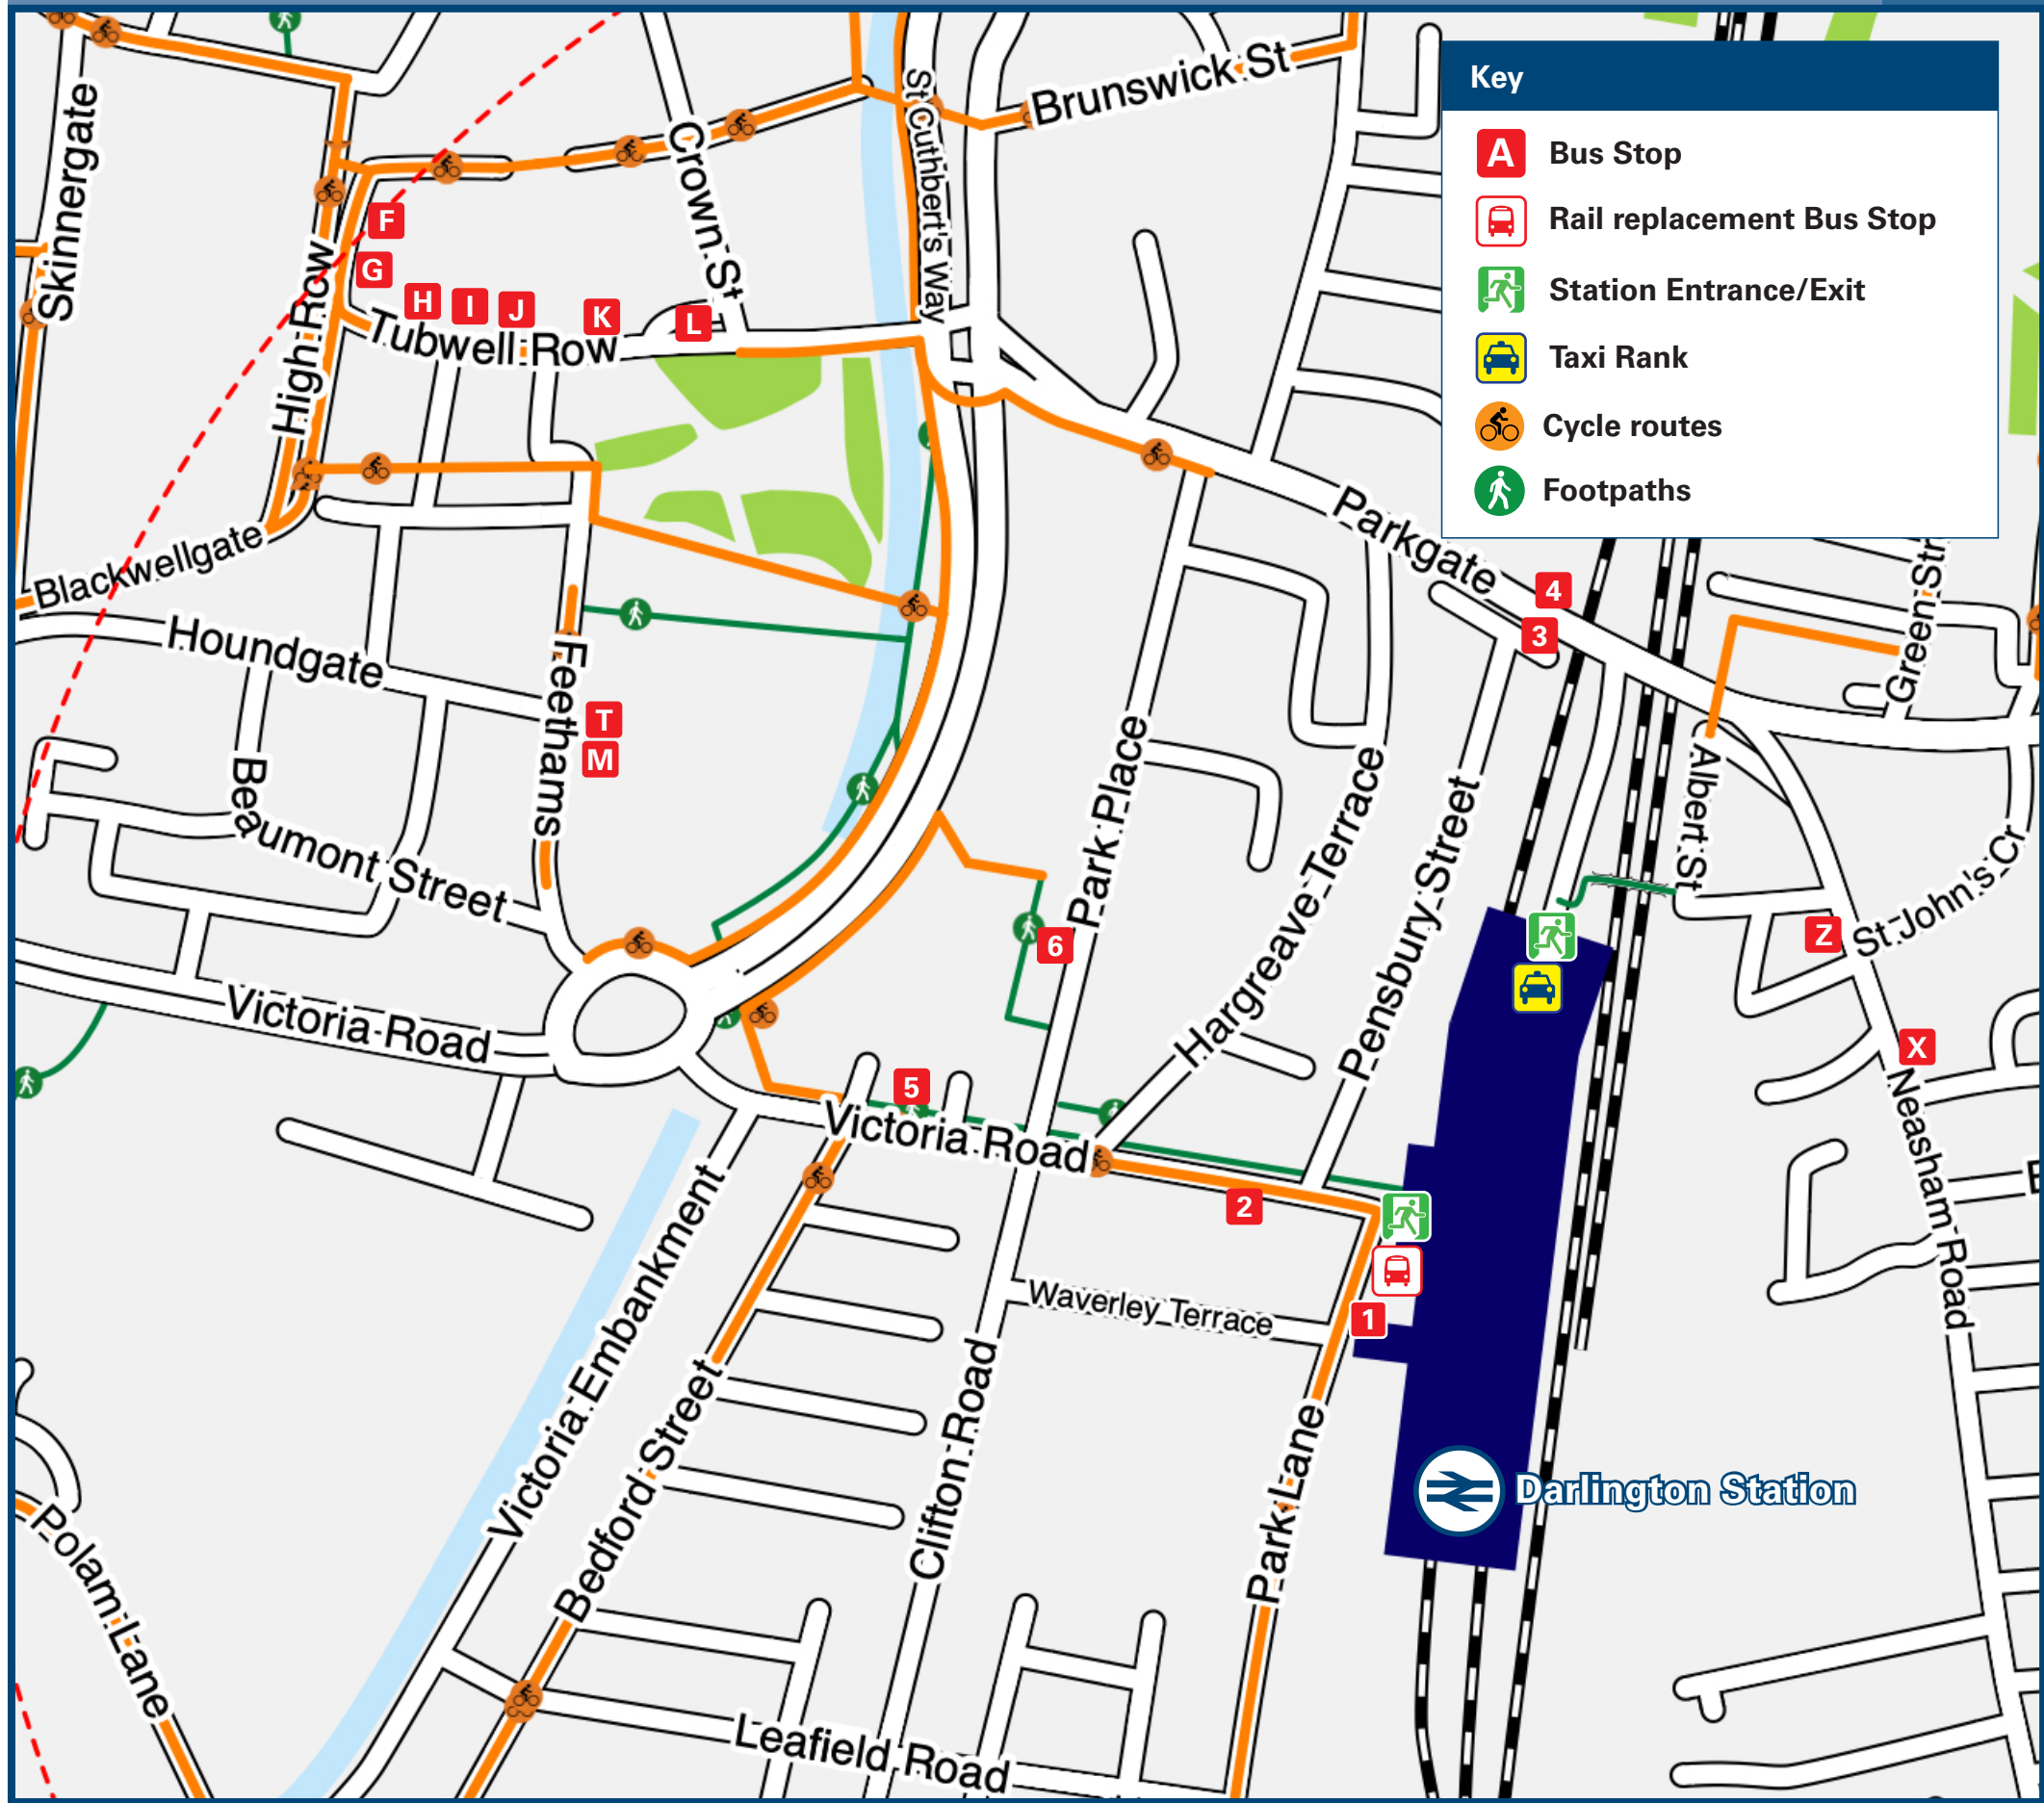 Key
A Bus Stop
Rail replacement Bus Stop
Station Entrance/Exit
Taxi Rank
Cycle routes
Footpaths
Skinnergate
High Row
Crown St
St Cuthbert's Way
Brunswick St
F
G
H
I
J
K
L
Tubwell Row
Blackwellgate
Houndgate
Feethams
T
M
Beaumont Street
Victoria Road
Parkgate
4
3
Green Str
Albert St
St John's Cr
Z
X
Neasham Road
Park Place
6
Hargreave Terrace
Pensbury Street
5
Victoria Road
2
1
Waverley Terrace
Victoria Embankment
Bedford Street
Clifton Road
Park Lane
Darlington Station
Polam Lane
Leafield Road